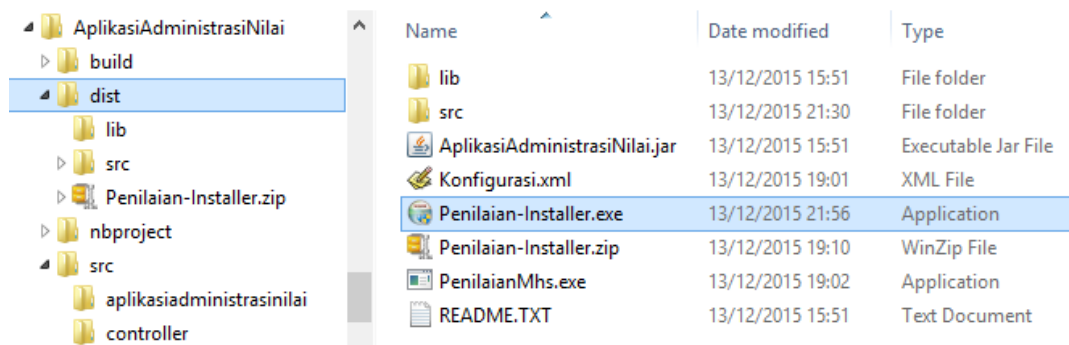 AplikasiAdministrasiNilai
build
dist
lib
src
Penilaian-Installer.zip
nbproject
src
aplikasiadministrasinilai
controller
Name Date modified Type
lib 13/12/2015 15:51 File folder
src 13/12/2015 21:30 File folder
AplikasiAdministrasiNilai.jar 13/12/2015 15:51 Executable Jar File
Konfigurasi.xml 13/12/2015 19:01 XML File
Penilaian-Installer.exe 13/12/2015 21:56 Application
Penilaian-Installer.zip 13/12/2015 19:10 WinZip File
PenilaianMhs.exe 13/12/2015 19:02 Application
README.TXT 13/12/2015 15:51 Text Document